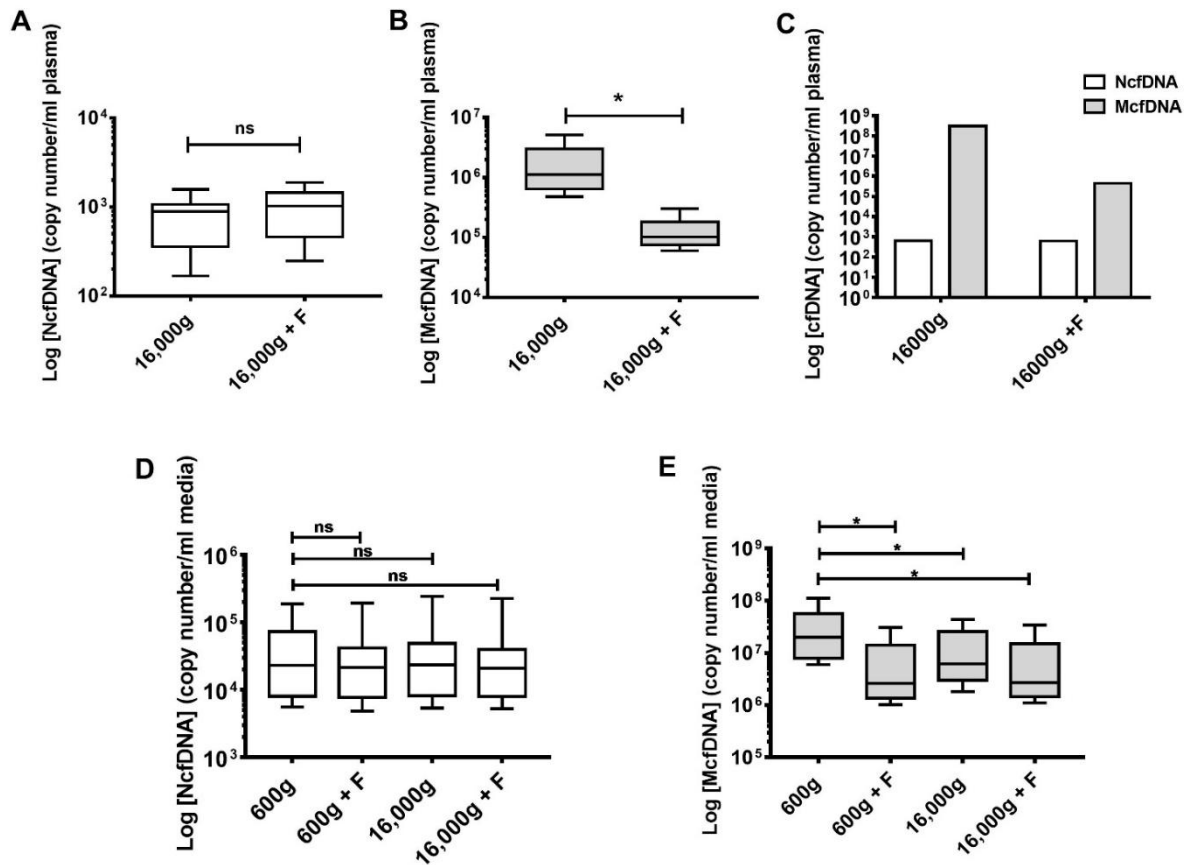 A
Log [NcfDNA] (copy number/ml plasma)
10⁴
10³
10²
ns
16,000g
16,000g + F
B
Log [McfDNA] (copy number/ml plasma)
10⁷
10⁶
10⁵
10⁴
*
16,000g
16,000g + F
C
Log [cfDNA] (copy number/ml plasma)
10⁹
10⁸
10⁷
10⁶
10⁵
10⁴
10³
10²
10¹
10⁰
NcfDNA
McfDNA
16000g
16000g +F
D
Log [NcfDNA] (copy number/ml media)
10⁶
10⁵
10⁴
10³
ns
ns
ns
600g
600g + F
16,000g
16,000g + F
E
Log [McfDNA] (copy number/ml media)
10⁹
10⁸
10⁷
10⁶
10⁵
*
*
*
600g
600g + F
16,000g
16,000g + F